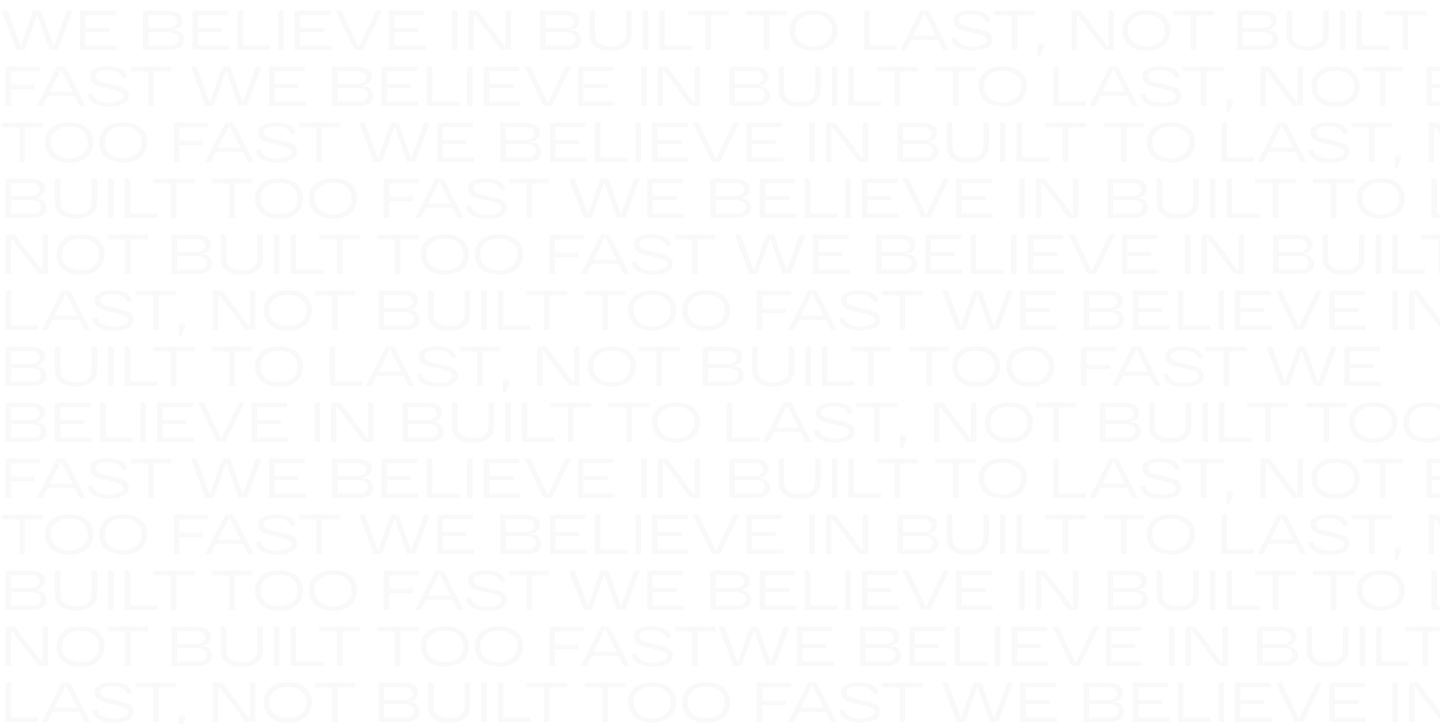 WE BELIEVE IN BUILT TO LAST, NOT BUILT
FAST WE BELIEVE IN BUILT TO LAST, NOT
TOO FAST WE BELIEVE IN BUILT TO LAST,
BUILT TOO FAST WE BELIEVE IN BUILT TO
NOT BUILT TOO FAST WE BELIEVE IN BUILT
LAST, NOT BUILT TOO FAST WE BELIEVE IN
BUILT TO LAST, NOT BUILT TOO FAST WE
BELIEVE IN BUILT TO LAST, NOT BUILT TOO
FAST WE BELIEVE IN BUILT TO LAST, NOT
TOO FAST WE BELIEVE IN BUILT TO LAST,
BUILT TOO FAST WE BELIEVE IN BUILT TO
NOT BUILT TOO FASTWE BELIEVE IN BUILT
LAST, NOT BUILT TOO FAST WE BELIEVE IN